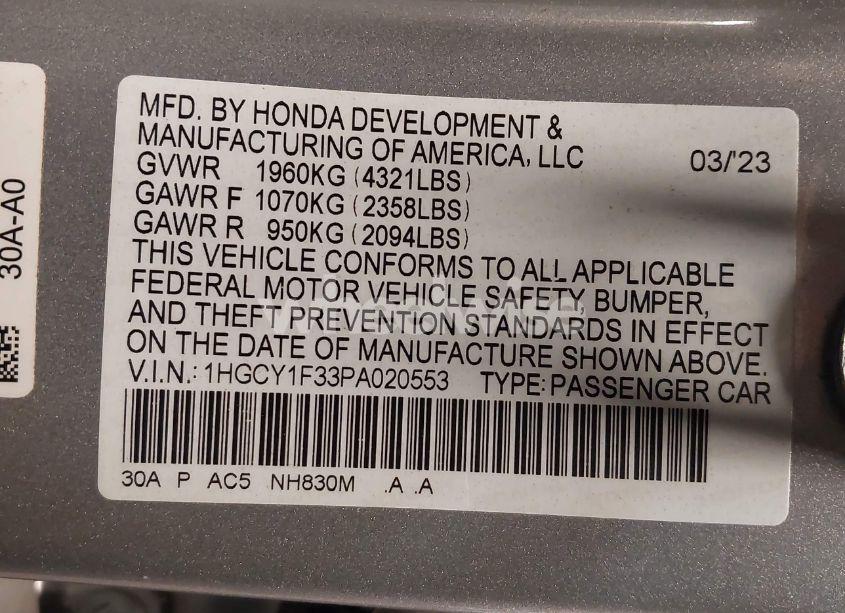 MFD. BY HONDA DEVELOPMENT &
MANUFACTURING OF AMERICA, LLC 03/'23
GVWR 1960KG (4321LBS)
GAWR F 1070KG (2358LBS)
GAWR R 950KG (2094LBS)
THIS VEHICLE CONFORMS TO ALL APPLICABLE
FEDERAL MOTOR VEHICLE SAFETY, BUMPER,
AND THEFT PREVENTION STANDARDS IN EFFECT
ON THE DATE OF MANUFACTURE SHOWN ABOVE.
V.I.N.: 1HGCY1F33PA020553 TYPE: PASSENGER CAR
30A P AC5 NH830M .A .A
30A-A0